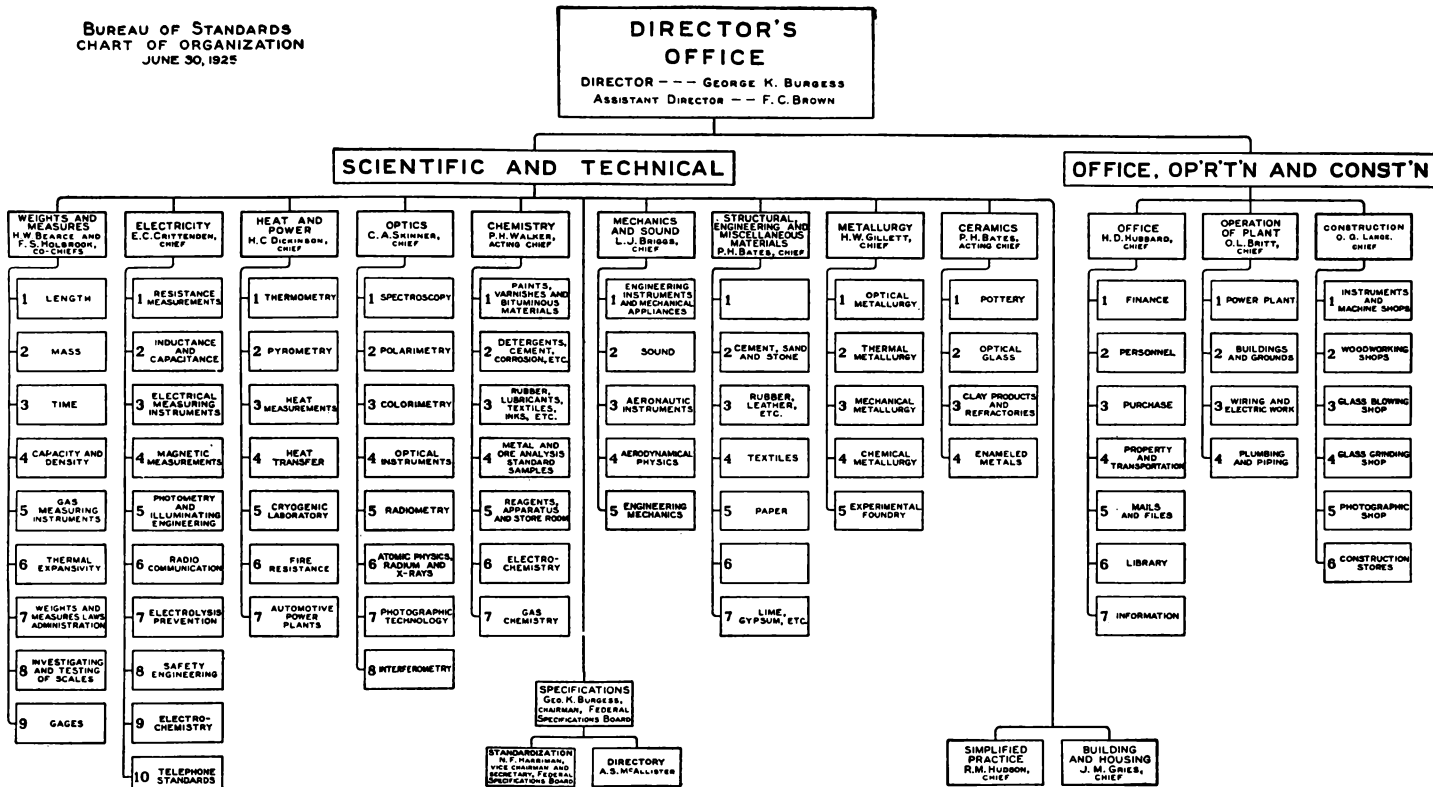 BUREAU OF STANDARDS
CHART OF ORGANIZATION
JUNE 30, 1925
DIRECTOR'S
OFFICE
DIRECTOR --- GEORGE K. BURGESS
ASSISTANT DIRECTOR -- F. C. BROWN
SCIENTIFIC AND TECHNICAL
OFFICE, OP'R'T'N AND CONST'N
WEIGHTS AND
MEASURES
H. W. BEARCE AND
F. S. HOLBROOK,
CO-CHIEFS
1 LENGTH
2 MASS
3 TIME
4 CAPACITY AND
DENSITY
5 GAS
MEASURING
INSTRUMENTS
6 THERMAL
EXPANSIVITY
7 WEIGHTS AND
MEASURES LAWS
ADMINISTRATION
8 INVESTIGATING
AND TESTING
OF SCALES
9 GAGES
ELECTRICITY
E. C. CRITTENDEN,
CHIEF
1 RESISTANCE
MEASUREMENTS
2 INDUCTANCE
AND
CAPACITANCE
3 ELECTRICAL
MEASURING
INSTRUMENTS
4 MAGNETIC
MEASUREMENTS
5 PHOTOMETRY
AND
ILLUMINATING
ENGINEERING
6 RADIO
COMMUNICATION
7 ELECTROLYSIS
PREVENTION
8 SAFETY
ENGINEERING
9 ELECTRO-
CHEMISTRY
10 TELEPHONE
STANDARDS
HEAT AND
POWER
H. C DICKINSON,
CHIEF
1 THERMOMETRY
2 PYROMETRY
3 HEAT
MEASUREMENTS
4 HEAT
TRANSFER
5 CRYOGENIC
LABORATORY
6 FIRE
RESISTANCE
7 AUTOMOTIVE
POWER
PLANTS
OPTICS
C. A. SKINNER,
CHIEF
1 SPECTROSCOPY
2 POLARIMETRY
3 COLORIMETRY
4 OPTICAL
INSTRUMENTS
5 RADIOMETRY
6 ATOMIC PHYSICS,
RADIUM AND
X-RAYS
7 PHOTOGRAPHIC
TECHNOLOGY
8 INTERFEROMETRY
CHEMISTRY
P. H. WALKER,
ACTING CHIEF
1 PAINTS,
VARNISHES AND
BITUMINOUS
MATERIALS
2 DETERGENTS,
CEMENT,
CORROSION, ETC.
3 RUBBER,
LUBRICANTS,
TEXTILES,
INKS, ETC.
4 METAL AND
ORE ANALYSIS
STANDARD
SAMPLES
5 REAGENTS,
APPARATUS
AND STORE ROOM
6 ELECTRO-
CHEMISTRY
7 GAS
CHEMISTRY
SPECIFICATIONS
GEO. K. BURGESS,
CHAIRMAN, FEDERAL
SPECIFICATIONS BOARD
STANDARDIZATION
N. F. HARRIMAN,
VICE CHAIRMAN AND
SECRETARY, FEDERAL
SPECIFICATIONS BOARD
DIRECTORY
A. S. MCALLISTER
MECHANICS
AND SOUND
L. J. BRIGGS,
CHIEF
1 ENGINEERING
INSTRUMENTS
AND MECHANICAL
APPLIANCES
2 SOUND
3 AERONAUTIC
INSTRUMENTS
4 AERODYNAMICAL
PHYSICS
5 ENGINEERING
MECHANICS
STRUCTURAL,
ENGINEERING AND
MISCELLANEOUS
MATERIALS
P. H. BATES, CHIEF
1
2 CEMENT, SAND
AND STONE
3 RUBBER,
LEATHER,
ETC.
4 TEXTILES
5 PAPER
6
7 LIME,
GYPSUM, ETC.
METALLURGY
H. W. GILLETT,
CHIEF
1 OPTICAL
METALLURGY
2 THERMAL
METALLURGY
3 MECHANICAL
METALLURGY
4 CHEMICAL
METALLURGY
5 EXPERIMENTAL
FOUNDRY
CERAMICS
P. H. BATES,
ACTING CHIEF
1 POTTERY
2 OPTICAL
GLASS
3 CLAY PRODUCTS
AND
REFRACTORIES
4 ENAMELED
METALS
SIMPLIFIED
PRACTICE
R. M. HUDSON,
CHIEF
BUILDING
AND HOUSING
J. M. GRIES,
CHIEF
OFFICE
H. D. HUBBARD,
CHIEF
1 FINANCE
2 PERSONNEL
3 PURCHASE
4 PROPERTY
AND
TRANSPORTATION
5 MAILS
AND FILES
6 LIBRARY
7 INFORMATION
OPERATION
OF PLANT
O. L. BRITT,
CHIEF
1 POWER PLANT
2 BUILDINGS
AND GROUNDS
3 WIRING AND
ELECTRIC WORK
4 PLUMBING
AND PIPING
CONSTRUCTION
O. G. LANGE,
CHIEF
1 INSTRUMENTS
AND
MACHINE SHOPS
2 WOODWORKING
SHOPS
3 GLASS BLOWING
SHOP
4 GLASS GRINDING
SHOP
5 PHOTOGRAPHIC
SHOP
6 CONSTRUCTION
STORES